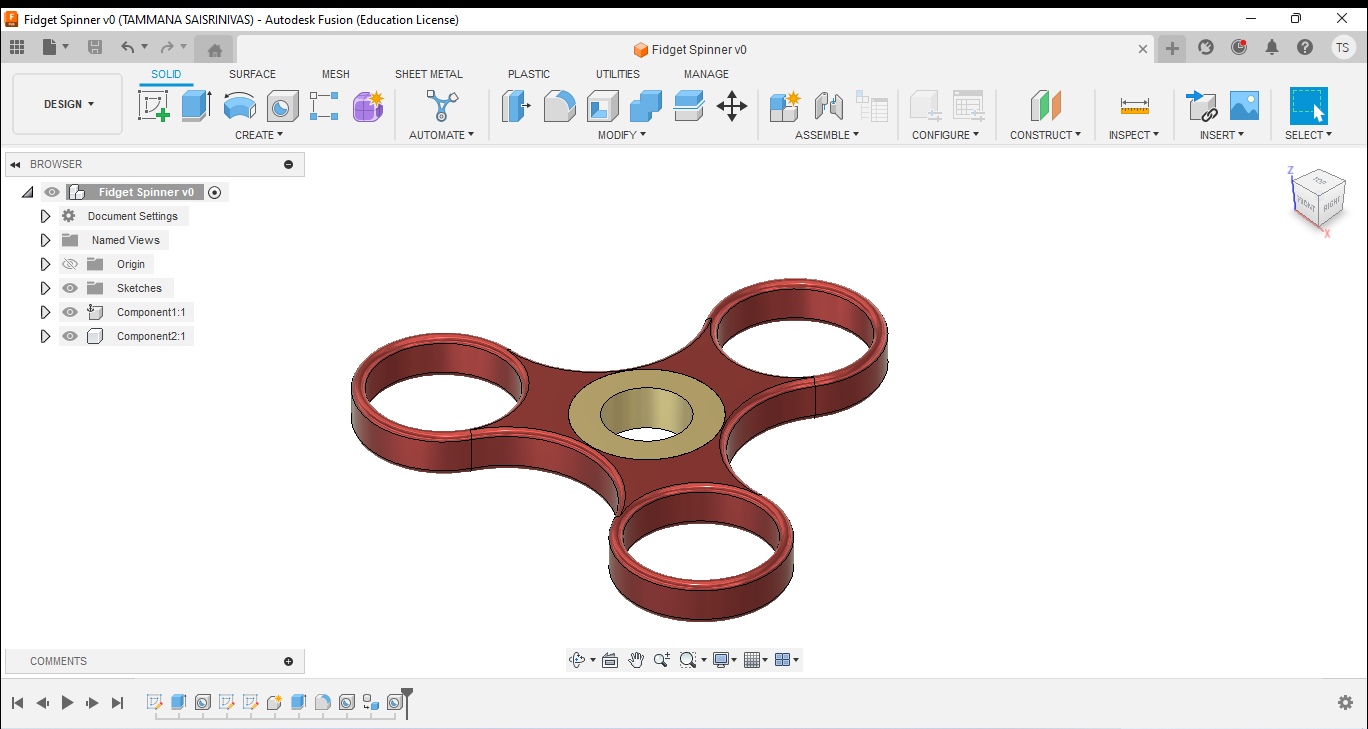 Fidget Spinner v0 (TAMMANA SAISRINIVAS) - Autodesk Fusion (Education License)
Fidget Spinner v0
TS
SOLID SURFACE MESH SHEET METAL PLASTIC UTILITIES MANAGE
DESIGN
CREATE AUTOMATE MODIFY ASSEMBLE CONFIGURE CONSTRUCT INSPECT INSERT SELECT
BROWSER
Fidget Spinner v0
Document Settings
Named Views
Origin
Sketches
Component1:1
Component2:1
Z
TOP
FRONT RIGHT
X
COMMENTS